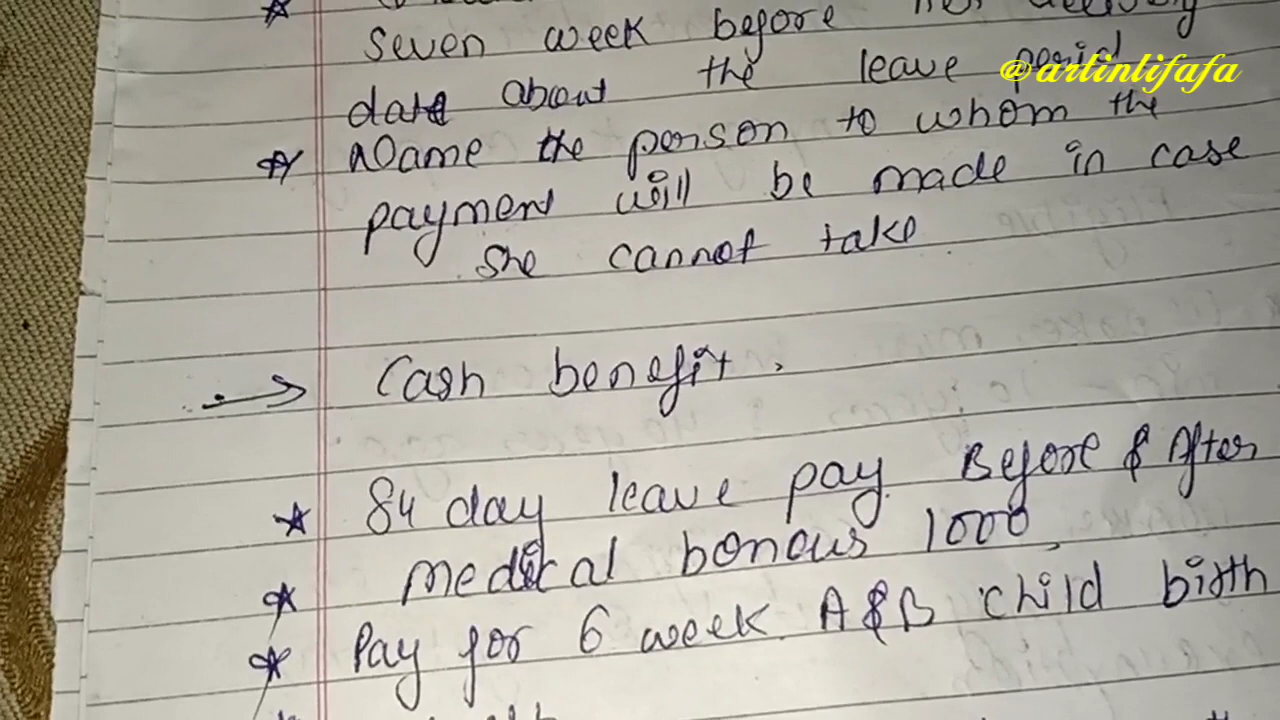 seven week before her delivery
date about the leave period
@artinlifafa
Name the person to whom the
payment will be made in case
she cannot take
Cash benefit.
84 day leave pay. Before & After
medical bonous 1000,
Pay for 6 week. A & B child birth